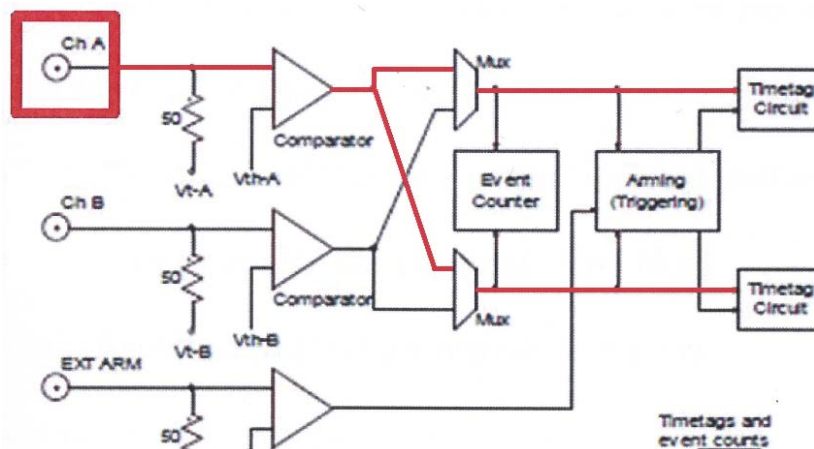 Ch A
Mux
Timetag
Circuit
50
Comparator
Vt-A
Vth-A
Event
Counter
Arming
(Triggering)
Ch B
50
Comparator
Mux
Timetag
Circuit
Vt-B
Vth-B
EXT ARM
50
Timetags and
event counts